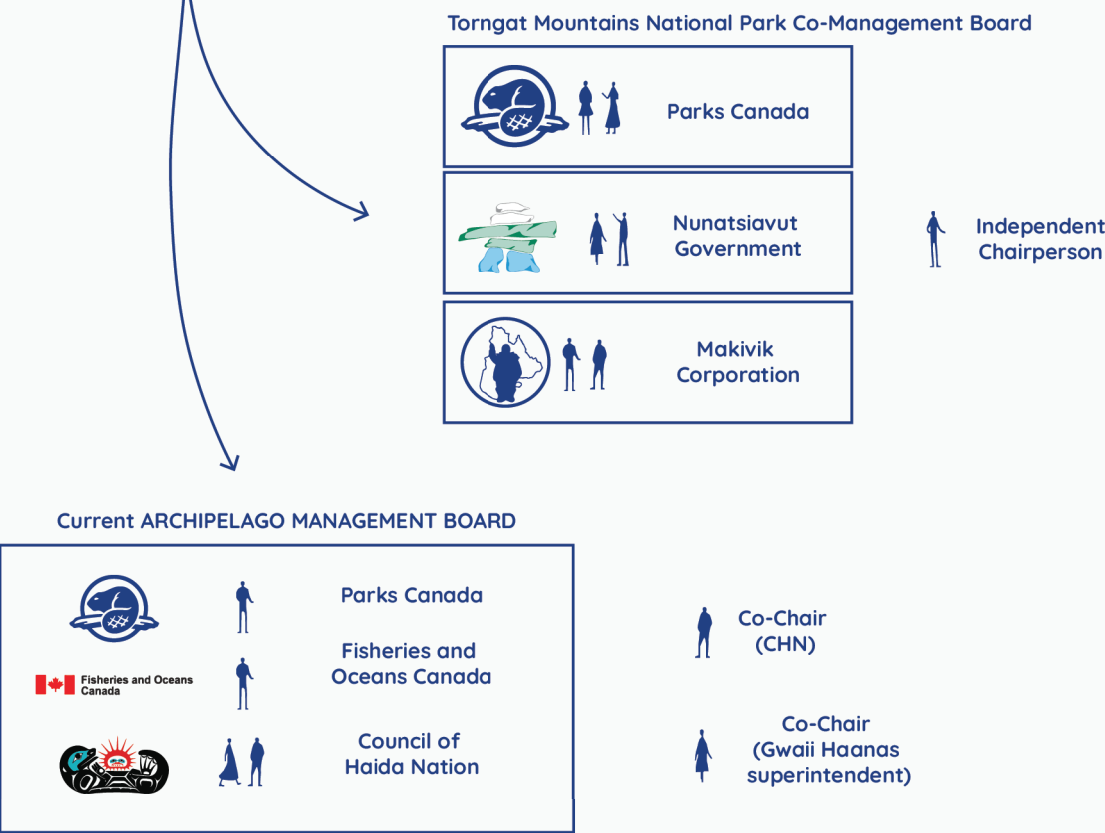 Torngat Mountains National Park Co-Management Board
Parks Canada
Nunatsiavut
Government
Independent
Chairperson
Makivik
Corporation
Current ARCHIPELAGO MANAGEMENT BOARD
Parks Canada
Fisheries and
Oceans Canada
Fisheries and Oceans
Canada
Council of
Haida Nation
Co-Chair
(CHN)
Co-Chair
(Gwaii Haanas
superintendent)